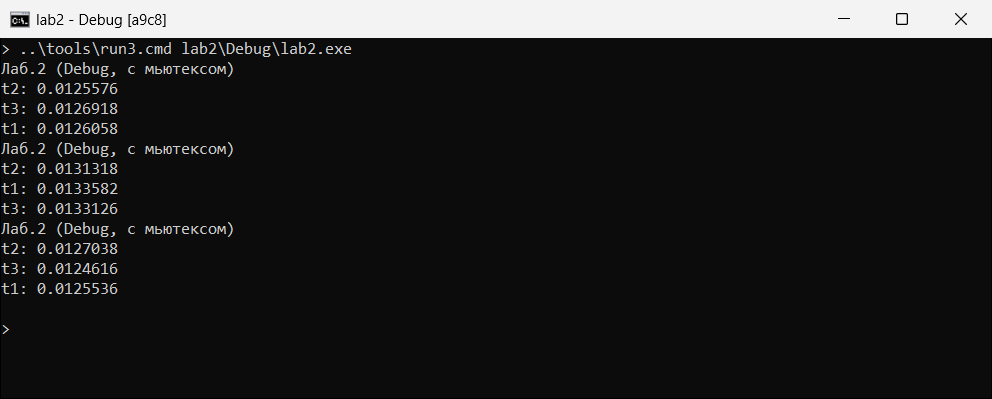 lab2 - Debug [a9c8]
> ..\tools\run3.cmd lab2\Debug\lab2.exe
Лаб.2 (Debug, с мьютексом)
t2: 0.0125576
t3: 0.0126918
t1: 0.0126058
Лаб.2 (Debug, с мьютексом)
t2: 0.0131318
t1: 0.0133582
t3: 0.0133126
Лаб.2 (Debug, с мьютексом)
t2: 0.0127038
t3: 0.0124616
t1: 0.0125536
>